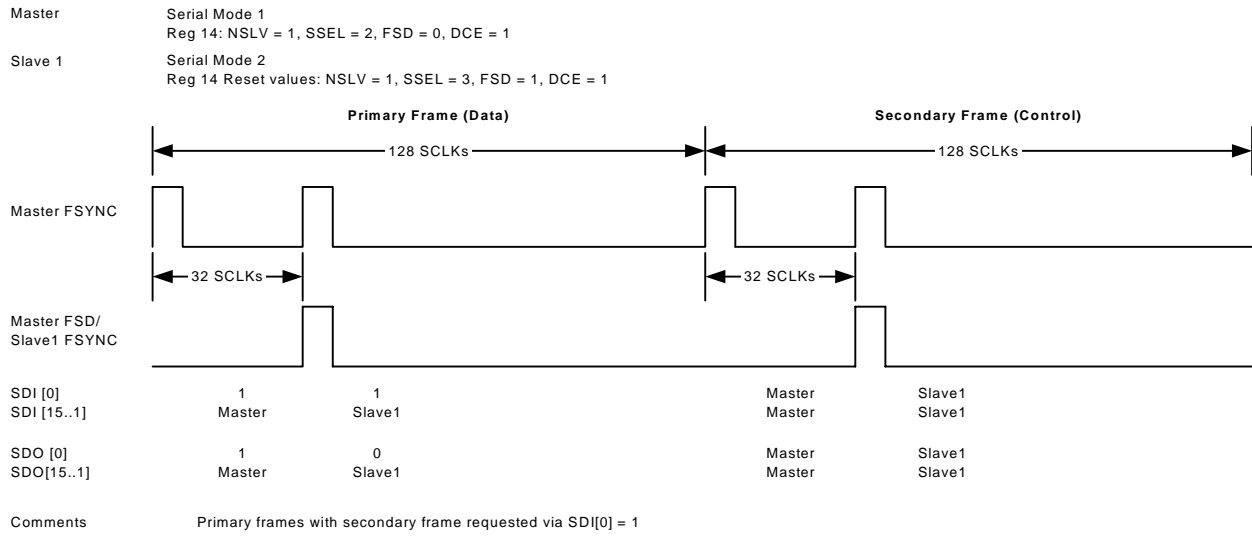 Master Serial Mode 1
Reg 14: NSLV = 1, SSEL = 2, FSD = 0, DCE = 1
Slave 1 Serial Mode 2
Reg 14 Reset values: NSLV = 1, SSEL = 3, FSD = 1, DCE = 1
Primary Frame (Data) Secondary Frame (Control)
128 SCLKs 128 SCLKs
Master FSYNC
32 SCLKs 32 SCLKs
Master FSD/
Slave1 FSYNC
SDI [0] 1 1 Master Slave1
SDI [15..1] Master Slave1 Master Slave1
SDO [0] 1 0 Master Slave1
SDO[15..1] Master Slave1 Master Slave1
Comments Primary frames with secondary frame requested via SDI[0] = 1